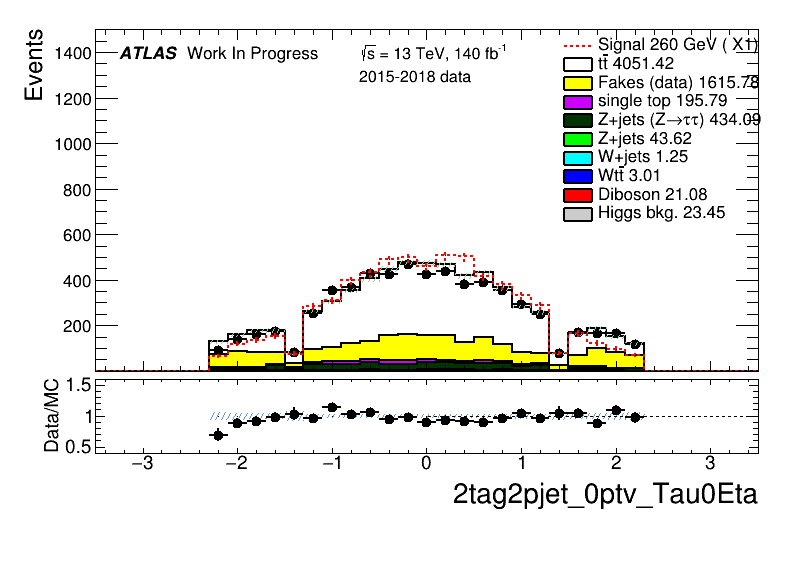 Events
1400
1200
1000
800
600
400
200
ATLAS Work In Progress
√s = 13 TeV, 140 fb⁻¹
2015-2018 data
Signal 260 GeV ( X1)
tt̄ 4051.42
Fakes (data) 1615.78
single top 195.79
Z+jets (Z→ττ) 434.09
Z+jets 43.62
W+jets 1.25
Wtt̄ 3.01
Diboson 21.08
Higgs bkg. 23.45
Data/MC
1.5
1
0.5
−3 −2 −1 0 1 2 3
2tag2pjet_0ptv_Tau0Eta